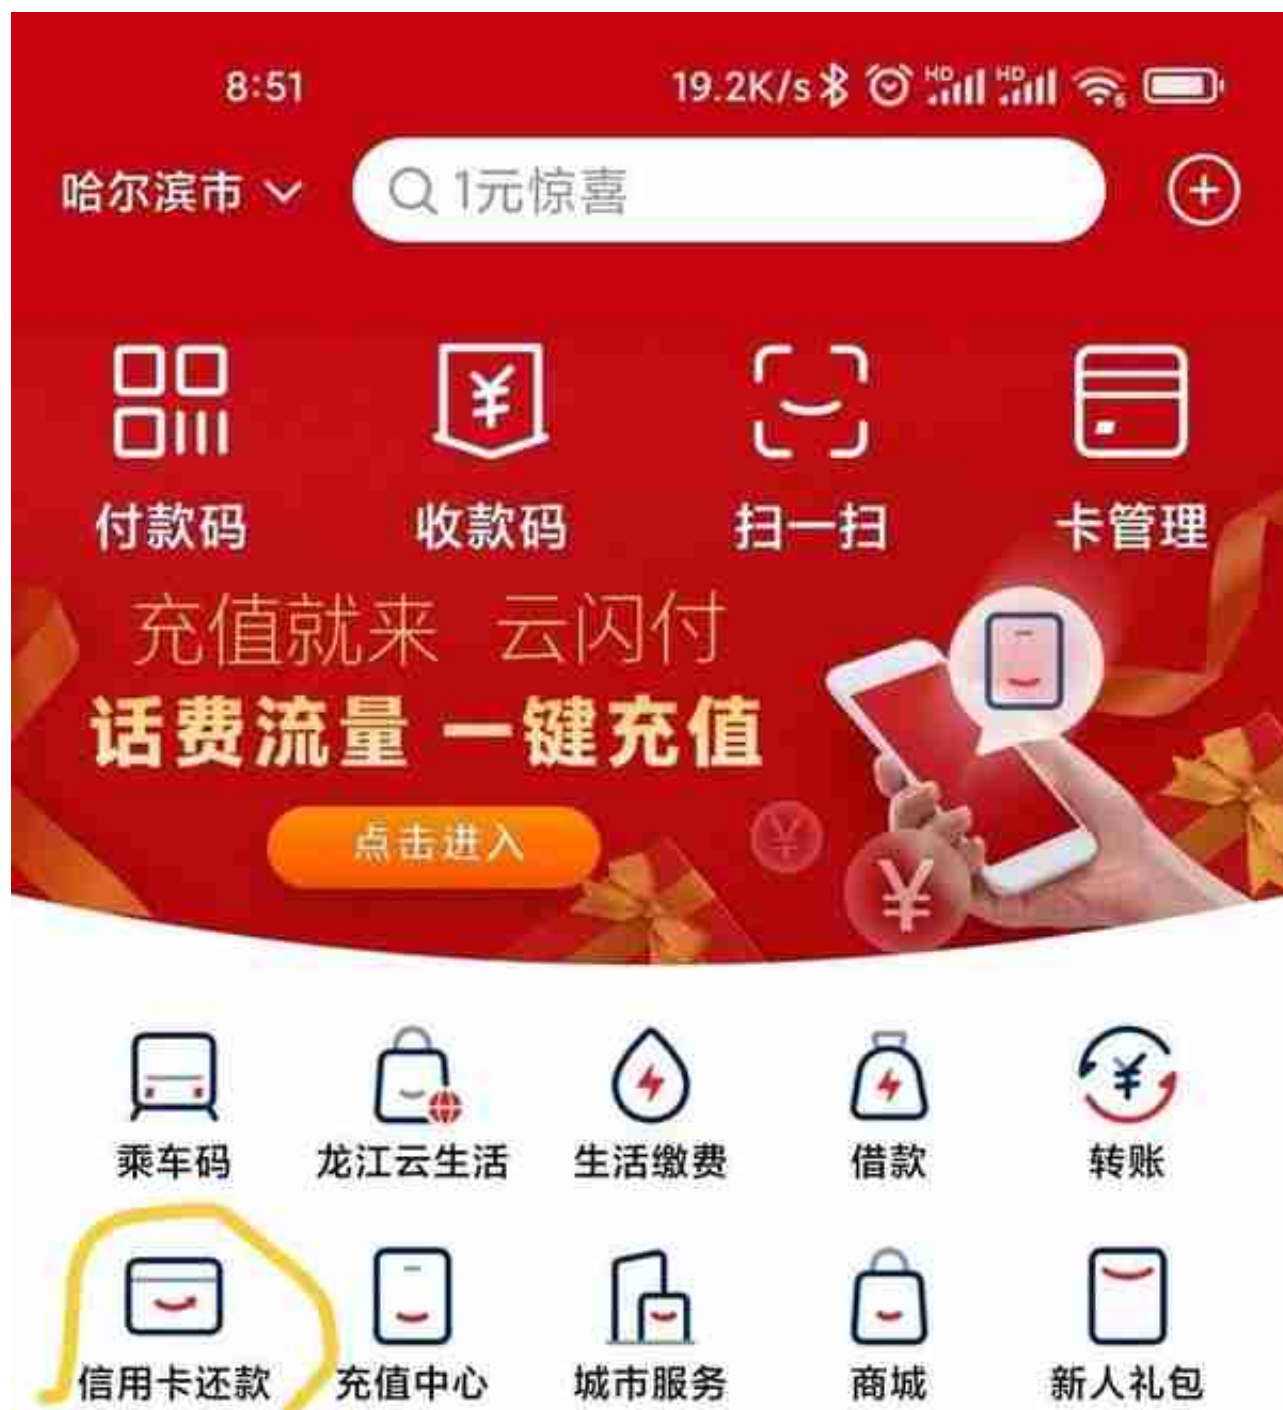 8:51 19.2K/s HD HD 6
哈尔滨市 1元惊喜
付款码 收款码 扫一扫 卡管理
充值就来 云闪付
话费流量 一键充值
点击进入
乘车码 龙江云生活 生活缴费 借款 转账
信用卡还款 充值中心 城市服务 商城 新人礼包